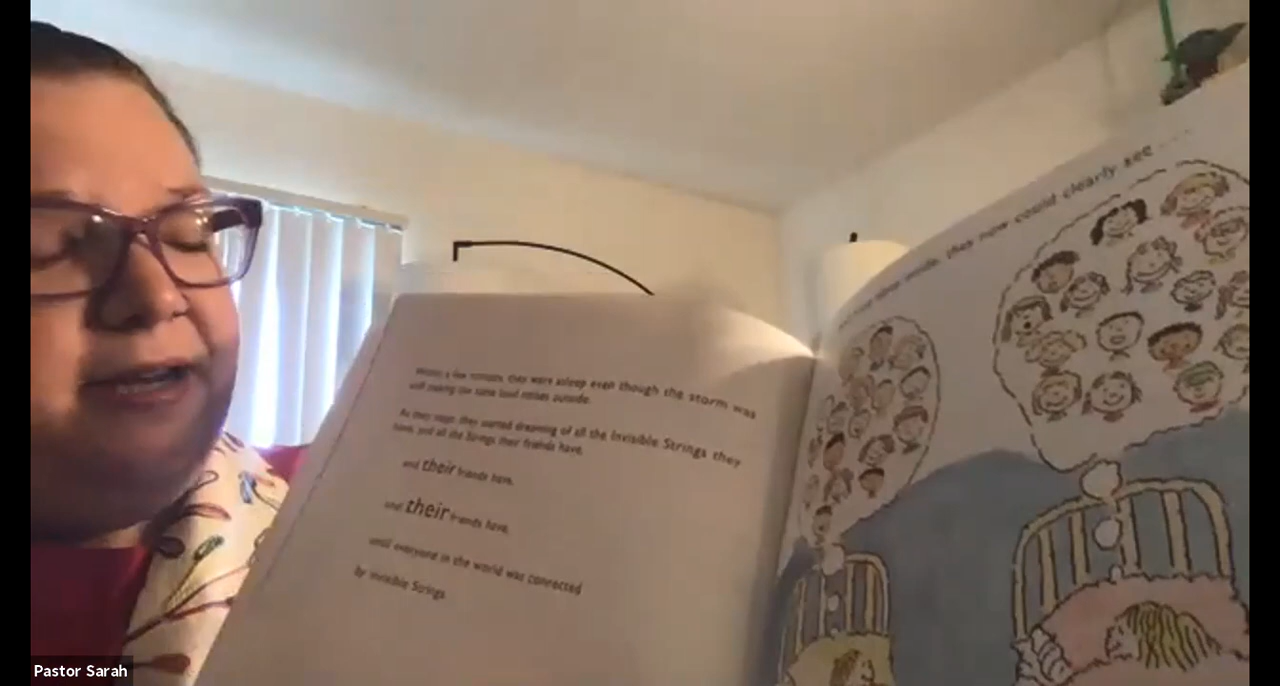 Within a few minutes, they were asleep even though the storm was
still making the same loud noises outside.
As they slept, they started dreaming of all the Invisible Strings they
have, and all the Strings their friends have,
and their friends have,
and their friends have,
until everyone in the world was connected
by Invisible Strings.
they now could clearly see
Pastor Sarah